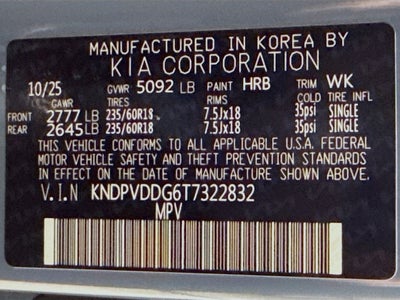 MANUFACTURED IN KOREA BY
KIA CORPORATION
10/25 GVWR 5092 LB PAINT HRB TRIM WK
GAWR TIRES RIMS COLD TIRE INFL
FRONT 2777 LB 235/60R18 7.5Jx18 35psi SINGLE
REAR 2645 LB 235/60R18 7.5Jx18 35psi SINGLE
THIS VEHICLE CONFORMS TO ALL APPLICABLE U.S.A. FEDERAL
MOTOR VEHICLE SAFETY AND THEFT PREVENTION STANDARDS
IN EFFECT ON THE DATE OF MANUFACTURE SHOWN ABOVE.
V.I.N KNDPVDDG6T7322832
MPV